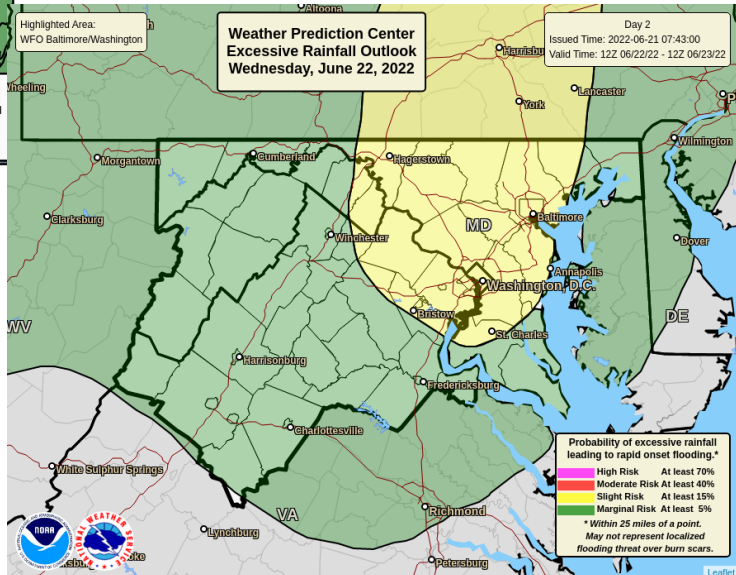 Altoona
Highlighted Area:
WFO Baltimore/Washington
Weather Prediction Center
Excessive Rainfall Outlook
Wednesday, June 22, 2022
Day 2
Issued Time: 2022-06-21 07:43:00
Valid Time: 12Z 06/22/22 - 12Z 06/23/22
Harrisbu
Wheeling
Lancaster
York
P
Wilmington
Morgantown
Cumberland
Hagerstown
Clarksburg
MD
Baltimore
Winchester
Dover
Annapolis
Washington, D.C.
Bristow
DE
WV
St. Charles
Harrisonburg
Fredericksburg
Charlottesville
White Sulphur Springs
VA
Richmond
Lynchburg
Petersburg
Probability of excessive rainfall
leading to rapid onset flooding.*
High Risk At least 70%
Moderate Risk At least 40%
Slight Risk At least 15%
Marginal Risk At least 5%
* Within 25 miles of a point.
May not represent localized
flooding threat over burn scars.
NOAA
NATIONAL WEATHER SERVICE
Leaflet